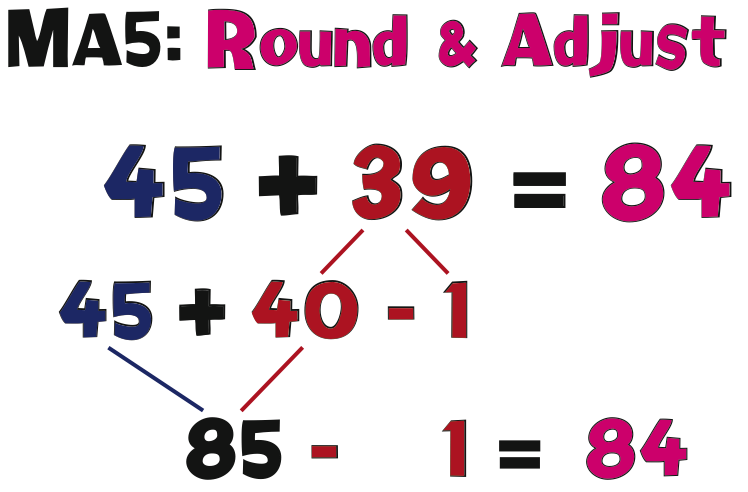 MA5: Round & Adjust
45 + 39 = 84
45 + 40 - 1
85 - 1 = 84